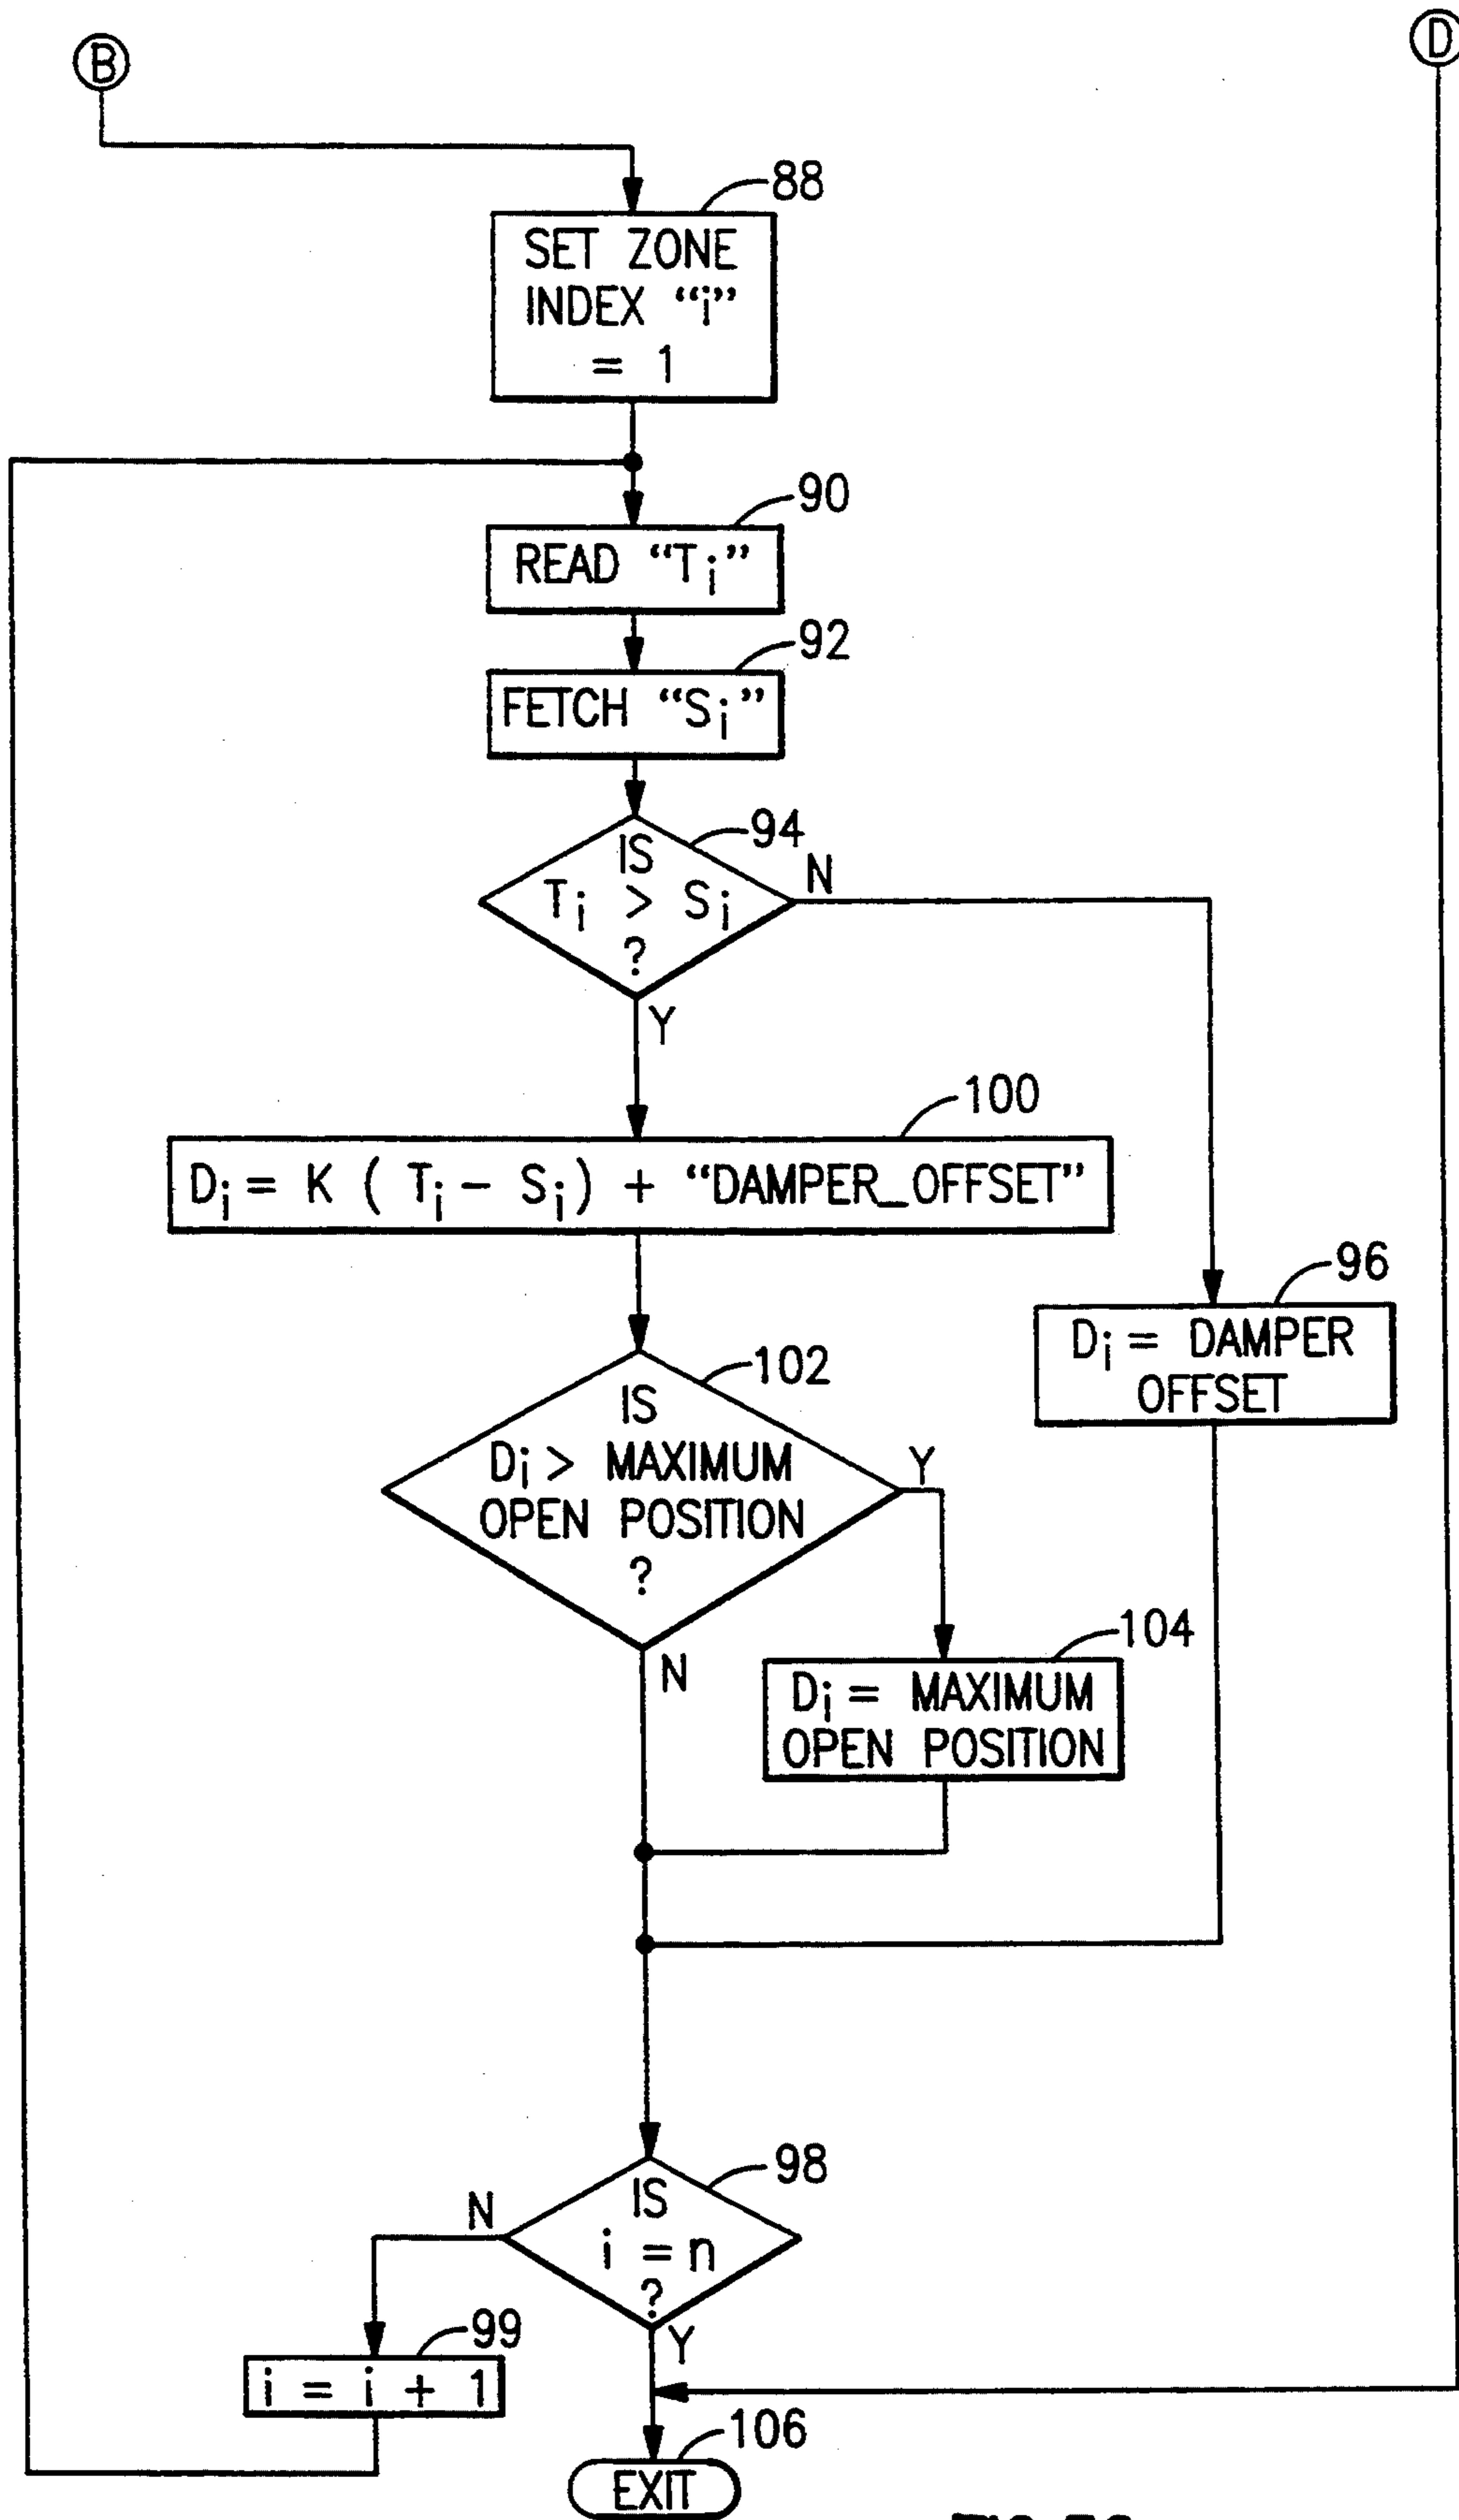 B
D
88
SET ZONE
INDEX “i”
= 1
90
READ “Ti”
92
FETCH “Si”
94
IS
Ti > Si
?
N
Y
100
Di = K ( Ti - Si ) + “DAMPER_OFFSET”
96
Di = DAMPER
OFFSET
102
IS
Di > MAXIMUM
OPEN POSITION
?
Y
N
104
Di = MAXIMUM
OPEN POSITION
98
IS
i = n
?
N
Y
99
i = i + 1
106
EXIT